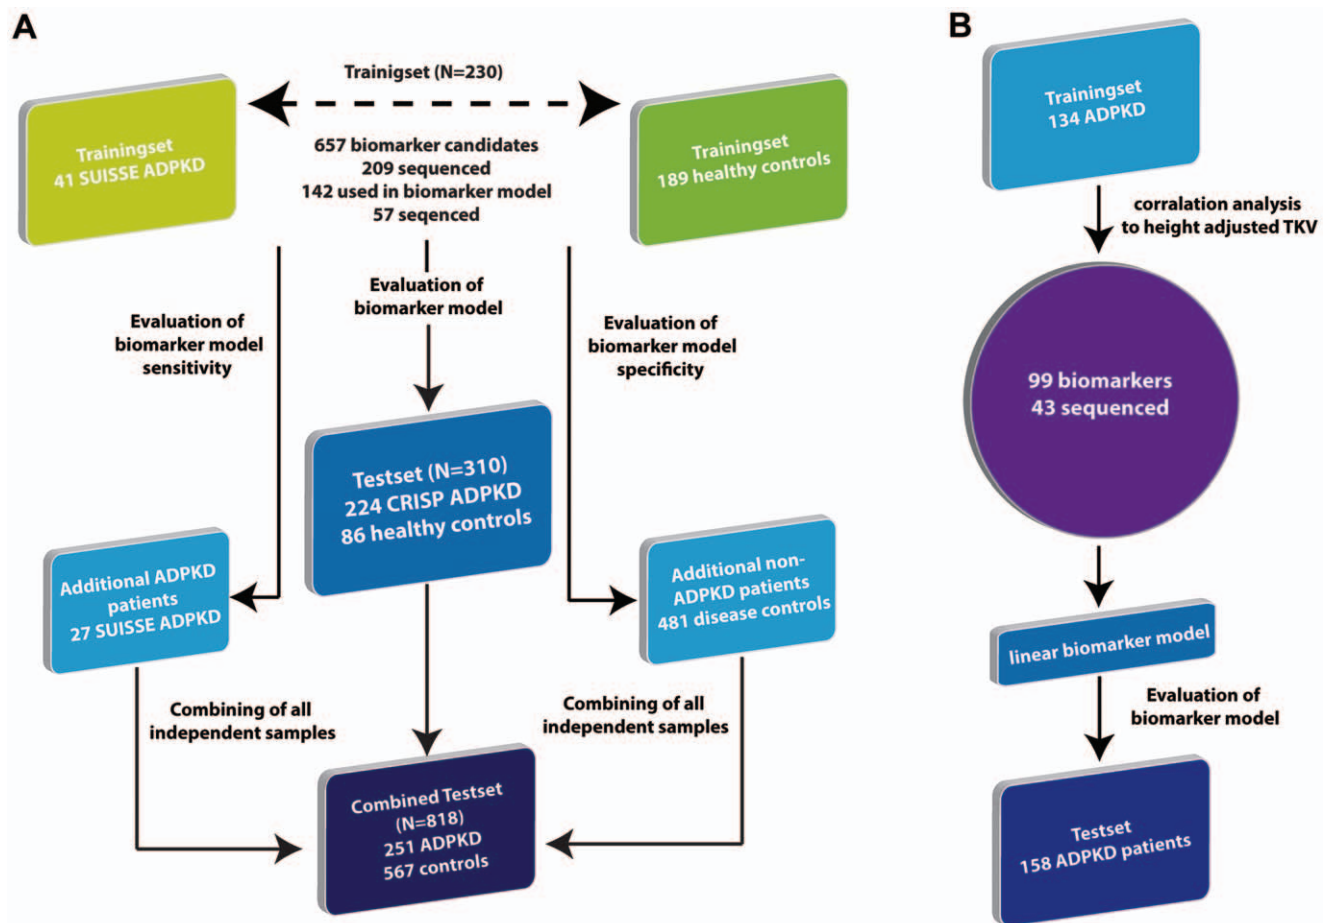 A
Trainigset (N=230)
Trainingset
41 SUISSE ADPKD
657 biomarker candidates
209 sequenced
142 used in biomarker model
57 seqenced
Trainingset
189 healthy controls
Evaluation of
biomarker model
sensitivity
Evaluation of
biomarker model
Evaluation of
biomarker model
specificity
Testset (N=310)
224 CRISP ADPKD
86 healthy controls
Additional ADPKD
patients
27 SUISSE ADPKD
Additional non-
ADPKD patients
481 disease controls
Combining of all
independent samples
Combining of all
independent samples
Combined Testset
(N=818)
251 ADPKD
567 controls
B
Trainingset
134 ADPKD
corralation analysis
to height adjusted TKV
99 biomarkers
43 sequenced
linear biomarker model
Evaluation of
biomarker model
Testset
158 ADPKD patients